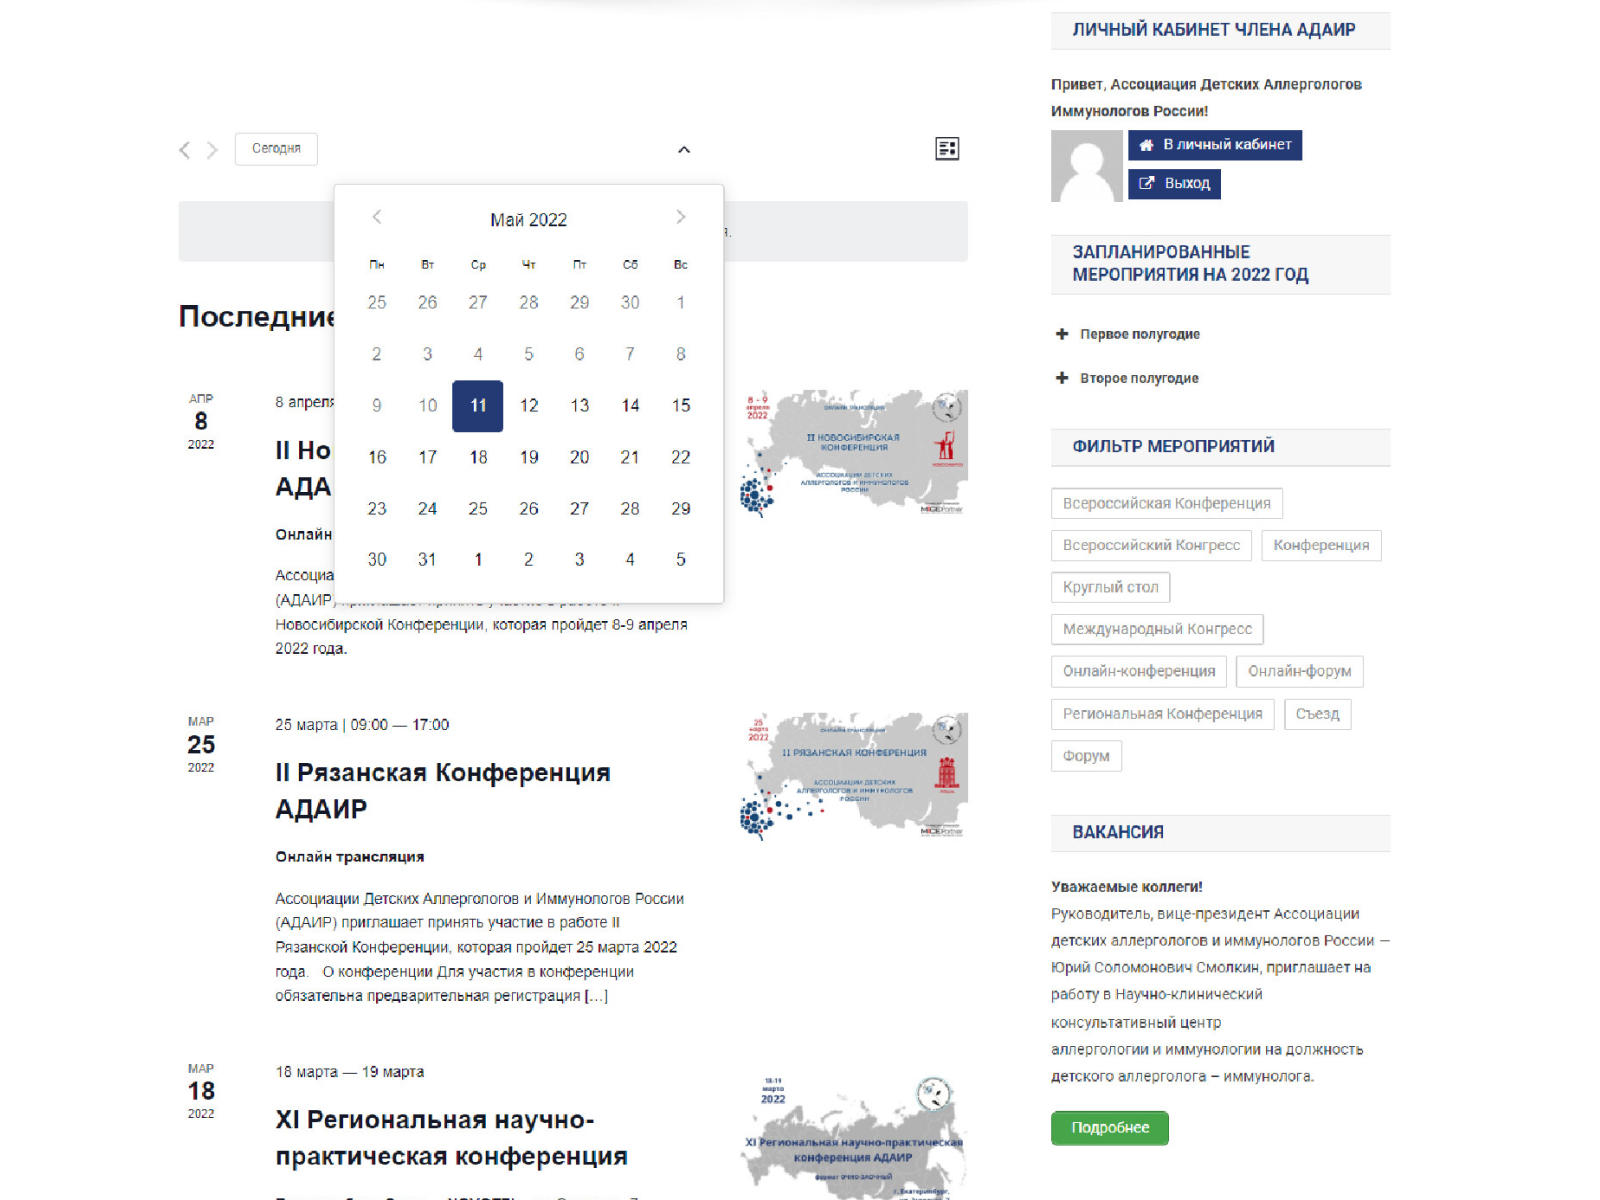 Сегодня
Май 2022
Пн Вт Ср Чт Пт Сб Вс
25 26 27 28 29 30 1
2 3 4 5 6 7 8
9 10 11 12 13 14 15
16 17 18 19 20 21 22
23 24 25 26 27 28 29
30 31 1 2 3 4 5
Последние
АПР
8
2022
8 апреля
II Но
АДА
Онлайн
Ассоциа
(АДАИР)
Новосибирской Конференции, которая пройдет 8-9 апреля
2022 года.
8 - 9
апреля
2022
ОНЛАЙН ТРАНСЛЯЦИЯ
II НОВОСИБИРСКАЯ
КОНФЕРЕНЦИЯ
АССОЦИАЦИИ ДЕТСКИХ
АЛЛЕРГОЛОГОВ И ИММУНОЛОГОВ
РОССИИ
НОВОСИБИРСК
MICEPartner
МАР
25
2022
25 марта | 09:00 — 17:00
II Рязанская Конференция
АДАИР
Онлайн трансляция
Ассоциации Детских Аллергологов и Иммунологов России
(АДАИР) приглашает принять участие в работе II
Рязанской Конференции, которая пройдет 25 марта 2022
года. О конференции Для участия в конференции
обязательна предварительная регистрация […]
25
марта
2022
ОНЛАЙН ТРАНСЛЯЦИЯ
II РЯЗАНСКАЯ КОНФЕРЕНЦИЯ
АССОЦИАЦИИ ДЕТСКИХ
АЛЛЕРГОЛОГОВ И ИММУНОЛОГОВ
РОССИИ
MICEPartner
МАР
18
2022
18 марта — 19 марта
XI Региональная научно-
практическая конференция
18-19
марта
2022
XI Региональная научно-практическая
конференция АДАИР
формат ОЧНО-ЗАОЧНЫЙ
г. Екатеринбург,
ЛИЧНЫЙ КАБИНЕТ ЧЛЕНА АДАИР
Привет, Ассоциация Детских Аллергологов
Иммунологов России!
В личный кабинет
Выход
ЗАПЛАНИРОВАННЫЕ
МЕРОПРИЯТИЯ НА 2022 ГОД
Первое полугодие
Второе полугодие
ФИЛЬТР МЕРОПРИЯТИЙ
Всероссийская Конференция
Всероссийский Конгресс Конференция
Круглый стол
Международный Конгресс
Онлайн-конференция Онлайн-форум
Региональная Конференция Съезд
Форум
ВАКАНСИЯ
Уважаемые коллеги!
Руководитель, вице-президент Ассоциации
детских аллергологов и иммунологов России —
Юрий Соломонович Смолкин, приглашает на
работу в Научно-клинический
консультативный центр
аллергологии и иммунологии на должность
детского аллерголога – иммунолога.
Подробнее